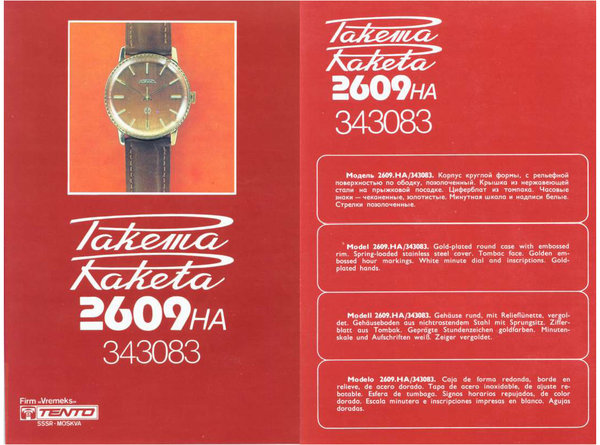 Ракета
Raketa
2609НА
343083
Firm „Vremeks"
TENTO
SSSR - MOSKVA
Ракета
Raketa
2609НА
343083
Модель 2609.НА/343083. Корпус круглой формы, с рельефной
поверхностью по ободку, позолоченный. Крышка из нержавеющей
стали на прыжковой посадке. Циферблат из томпака. Часовые
знаки — чеканенные, золотистые. Минутная шкала и надписи белые.
Стрелки позолоченные.
Model 2609.HA/343083. Gold-plated round case with embossed
rim. Spring-loaded stainless steel cover. Tombac face. Golden em-
bossed hour markings. White minute dial and inscriptions. Gold-
plated hands.
Modell 2609.HA/343083. Gehäuse rund, mit Relieflünette, vergol-
det. Gehäuseboden aus nichtrostendem Stahl mit Sprungsitz. Ziffer-
blatt aus Tombak. Geprägte Stundenzeichen goldfarben. Minuten-
skale und Aufschriften weiß. Zeiger vergoldet.
Modelo 2609.HA/343083. Caja de forma redonda, borde en
relieve, de acero dorado. Tapa de acero inoxidable, de ajuste re-
botable. Esfera de tumbaga. Signos horarios repujados, de color
dorado. Escala minutera e inscripciones impresas en blanco. Agujas
doradas.